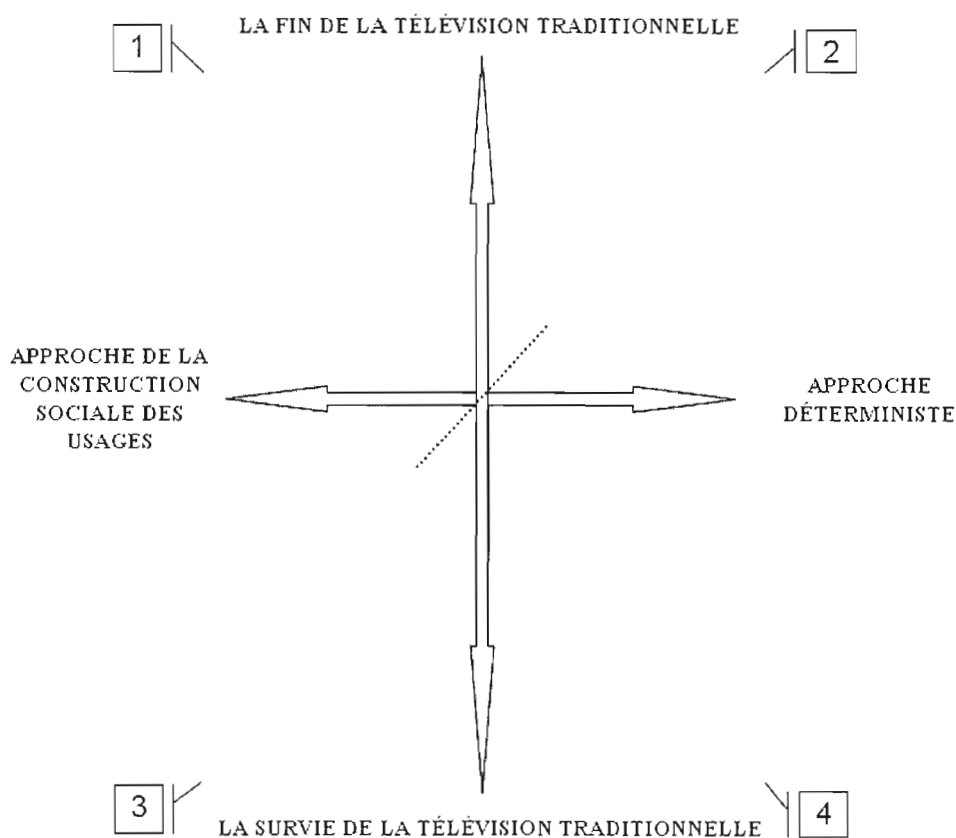 LA FIN DE LA TÉLÉVISION TRADITIONNELLE
1
2
APPROCHE DE LA
CONSTRUCTION
SOCIALE DES
USAGES
APPROCHE
DÉTERMINISTE
3
4
LA SURVIE DE LA TÉLÉVISION TRADITIONNELLE